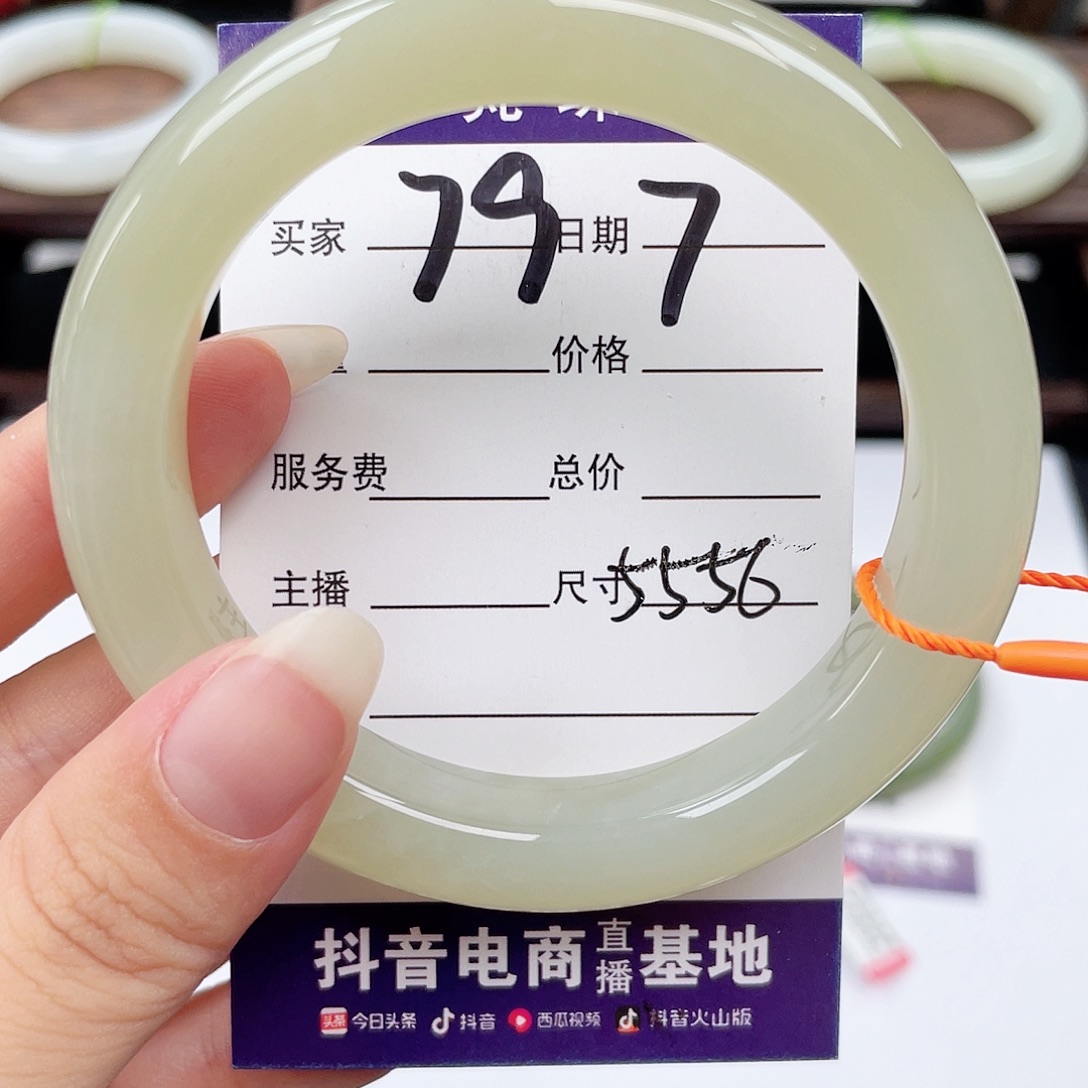 买家 79 日期 7
价格
服务费 总价
主播 尺寸 5556
抖音电商直播基地
今日头条 抖音 西瓜视频 抖音火山版